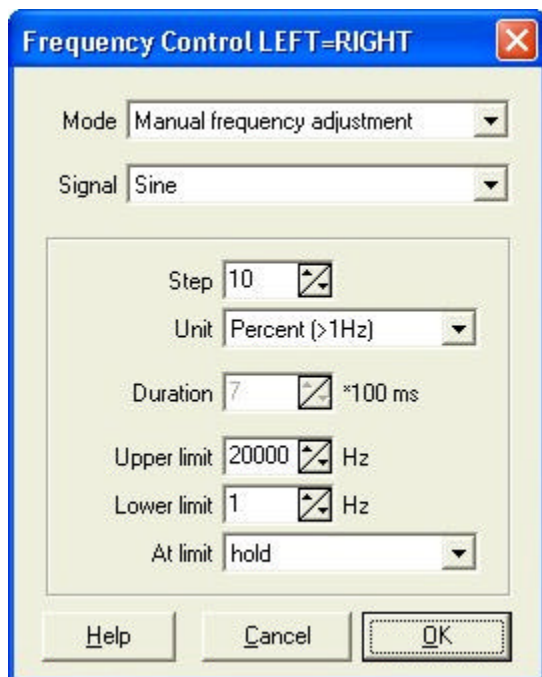 Frequency Control LEFT=RIGHT
Mode Manual frequency adjustment
Signal Sine
Step 10
Unit Percent (>1Hz)
Duration 7 *100 ms
Upper limit 20000 Hz
Lower limit 1 Hz
At limit hold
Help Cancel OK